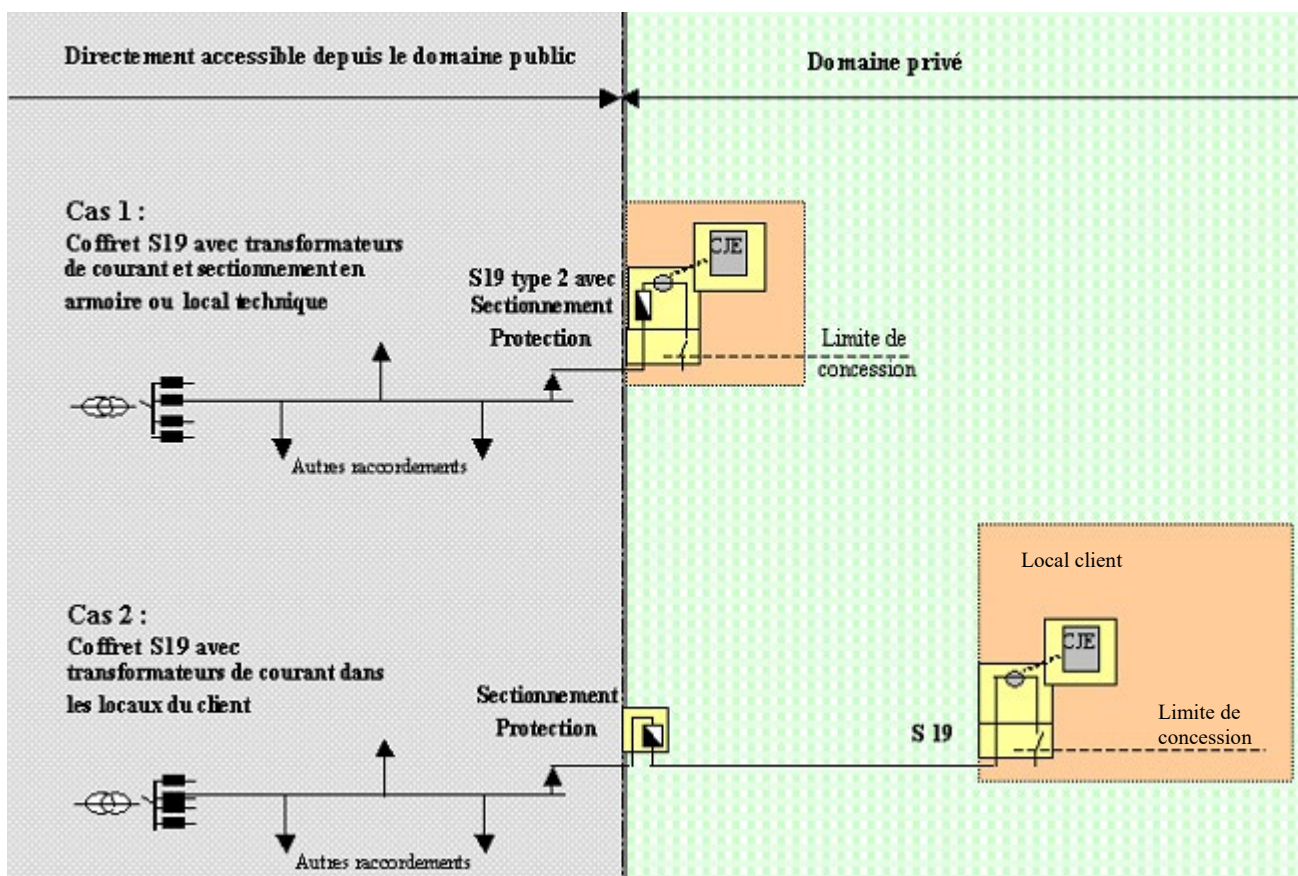 Directement accessible depuis le domaine public
Domaine privé
Cas 1 :
Coffret S19 avec transformateurs
de courant et sectionnement en
armoire ou local technique
S19 type 2 avec
Sectionnement
Protection
CJE
Limite de
concession
Autres raccordements
Local client
Cas 2 :
Coffret S19 avec
transformateurs de courant dans
les locaux du client
Sectionnement
Protection
S 19
CJE
Limite de
concession
Autres raccordements